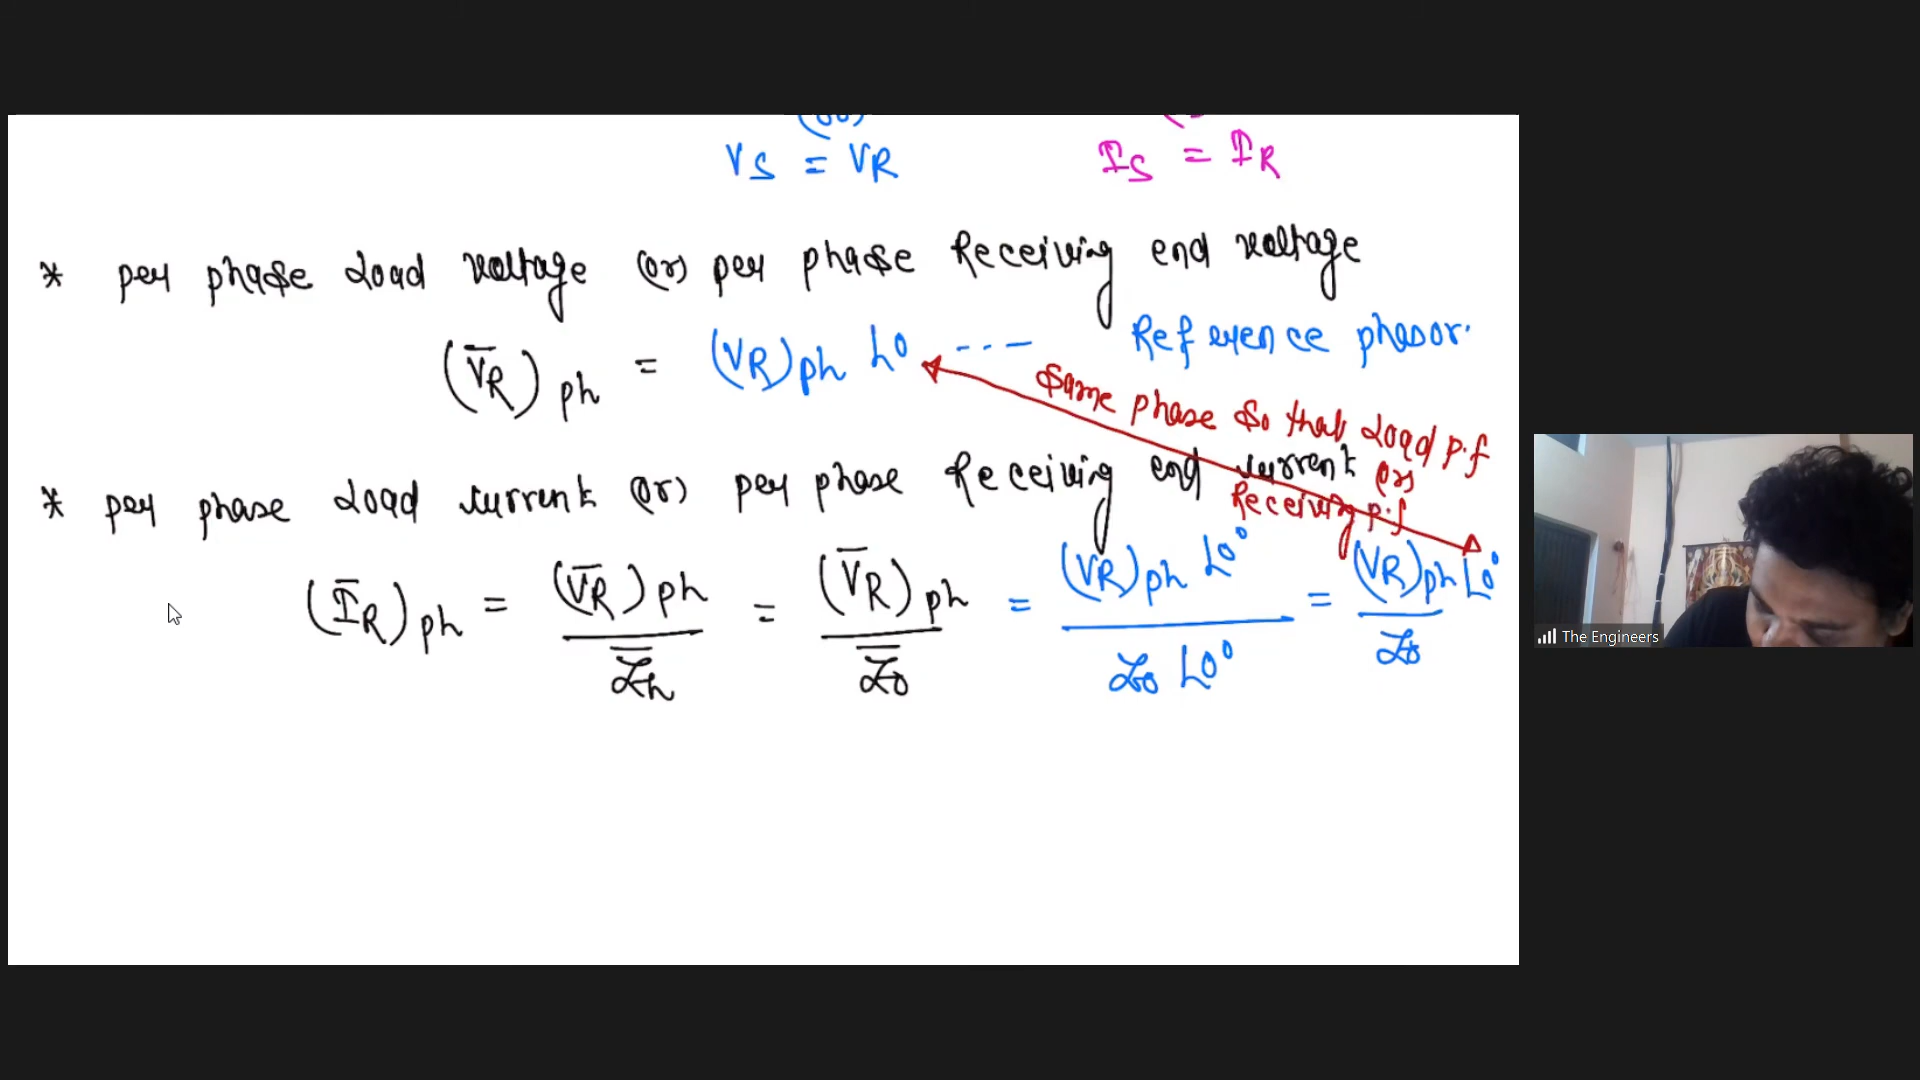 VS = VR IS = IR
* per phase Load voltage (or) per phase Receiving end voltage
(V̅R)ph = (VR)ph ∠0 --- Reference phasor.
Same phase So that Load p.f
(or)
Receiving p.f
* per phase Load current (or) per phase Receiving end current
(I̅R)ph = (V̅R)ph / Z̅L = (V̅R)ph / Z̅0 = (VR)ph ∠0° / Z0 ∠0° = (VR)ph ∠0° / Z0
The Engineers